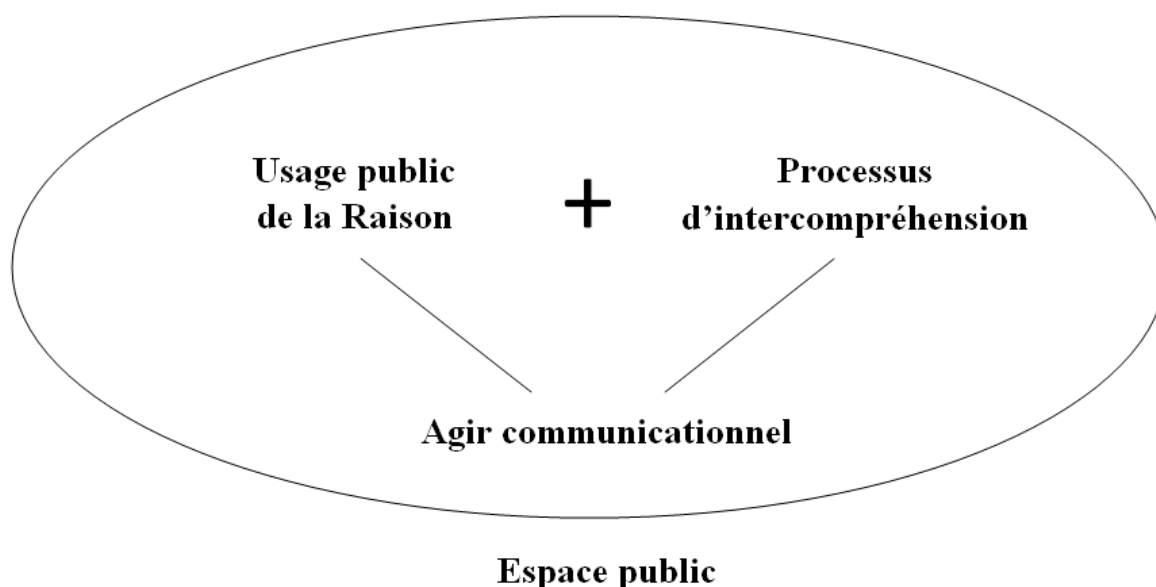 Usage public
de la Raison
+
Processus
d’intercompréhension
Agir communicationnel
Espace public